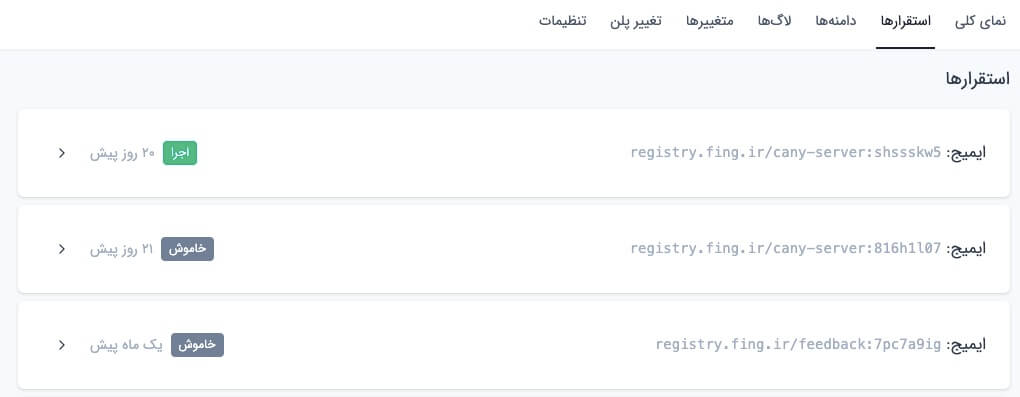 نمای کلی استقرارها دامنه‌ها لاگ‌ها متغییرها تغییر پلن تنظیمات
استقرارها
ایمیج: registry.fing.ir/cany-server:shssskw5 اجرا ۲۰ روز پیش
ایمیج: registry.fing.ir/cany-server:816h1l07 خاموش ۲۱ روز پیش
ایمیج: registry.fing.ir/feedback:7pc7a9ig خاموش یک ماه پیش